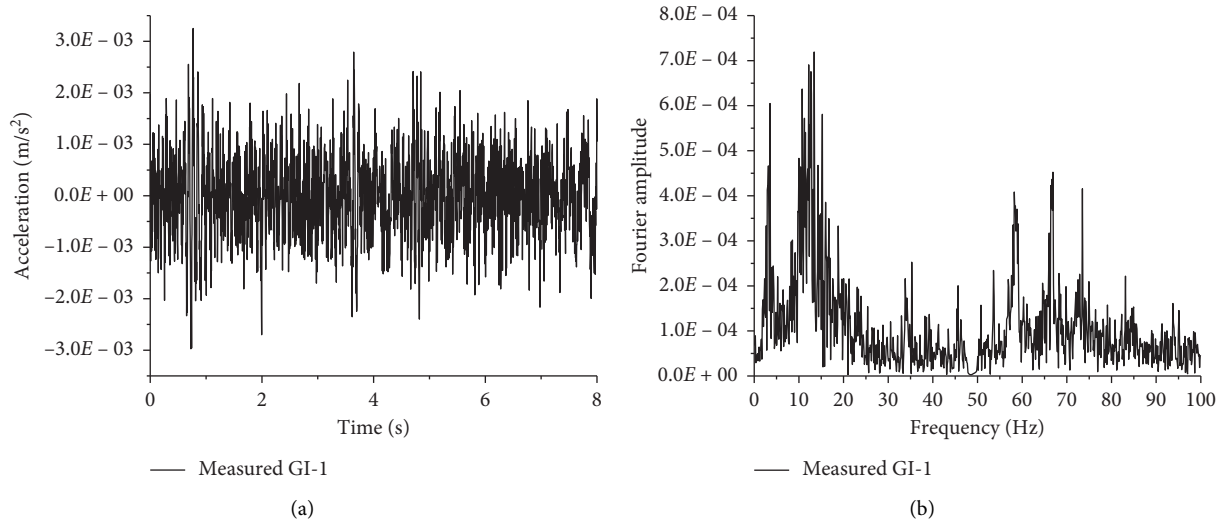 3.0E – 03
2.0E – 03
1.0E – 03
0.0E + 00
–1.0E – 03
–2.0E – 03
–3.0E – 03
Acceleration (m/s²)
0 2 4 6 8
Time (s)
Measured GI-1
(a)
8.0E – 04
7.0E – 04
6.0E – 04
5.0E – 04
4.0E – 04
3.0E – 04
2.0E – 04
1.0E – 04
0.0E + 00
Fourier amplitude
0 10 20 30 40 50 60 70 80 90 100
Frequency (Hz)
Measured GI-1
(b)